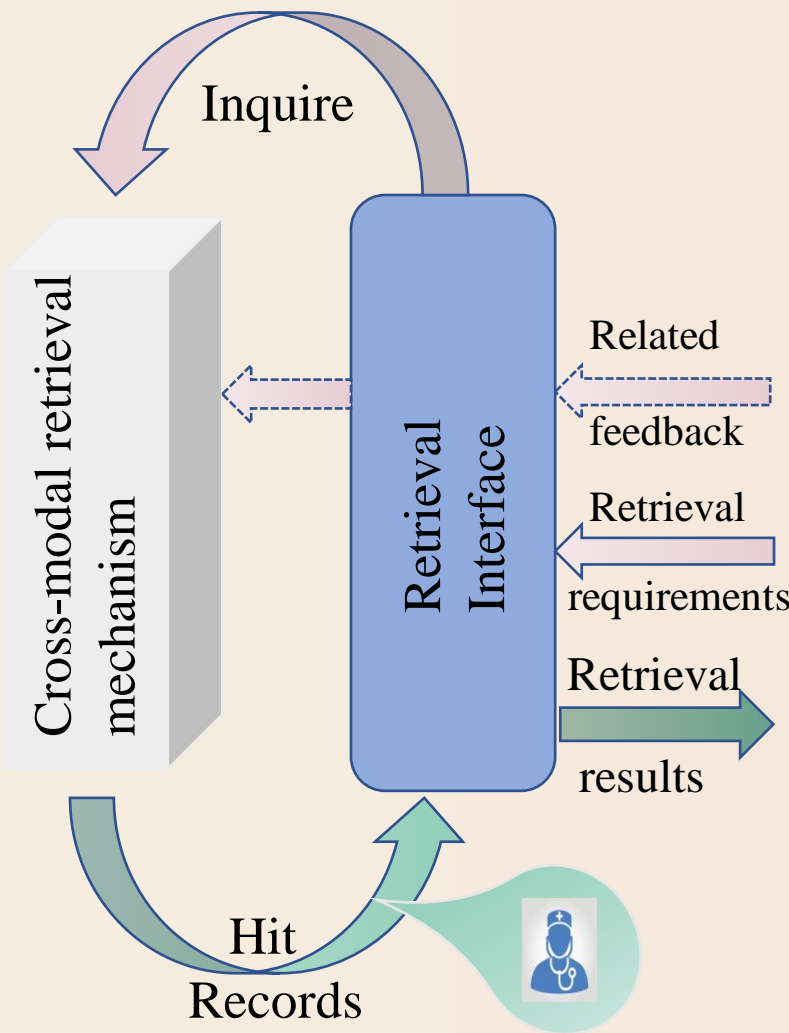 Inquire
Cross-modal retrieval
mechanism
Retrieval
Interface
Related
feedback
Retrieval
requirements
Retrieval
results
Hit
Records